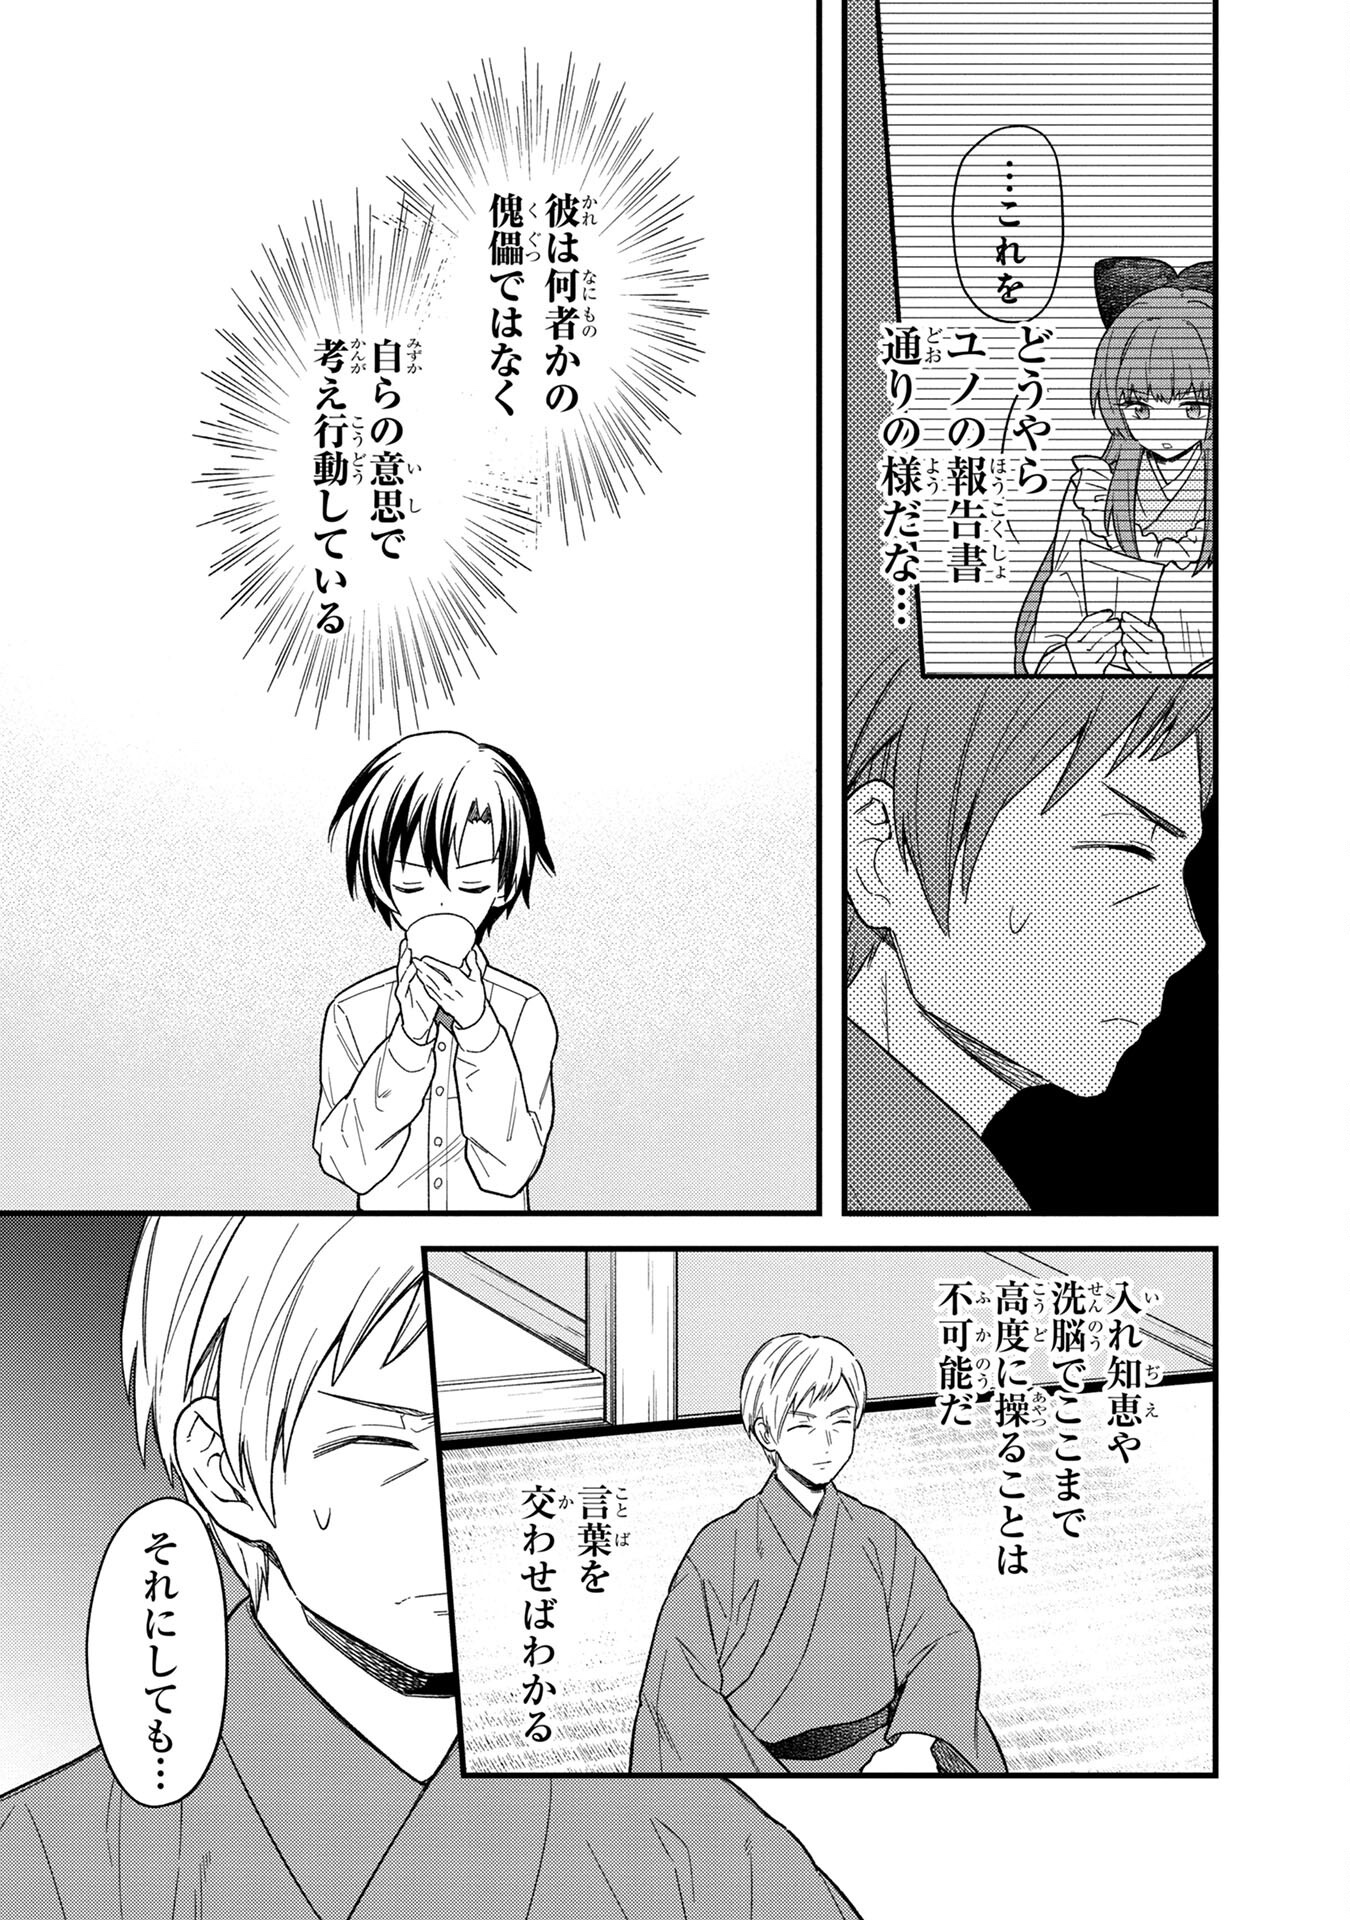 …これを
どうやら
ユノの報告書
通りの様だな…
彼は何者かの
傀儡ではなく
自らの意思で
考え行動している
入れ知恵や
洗脳でここまで
高度に操ることは
不可能だ
言葉を
交わせばわかる
それにしても…